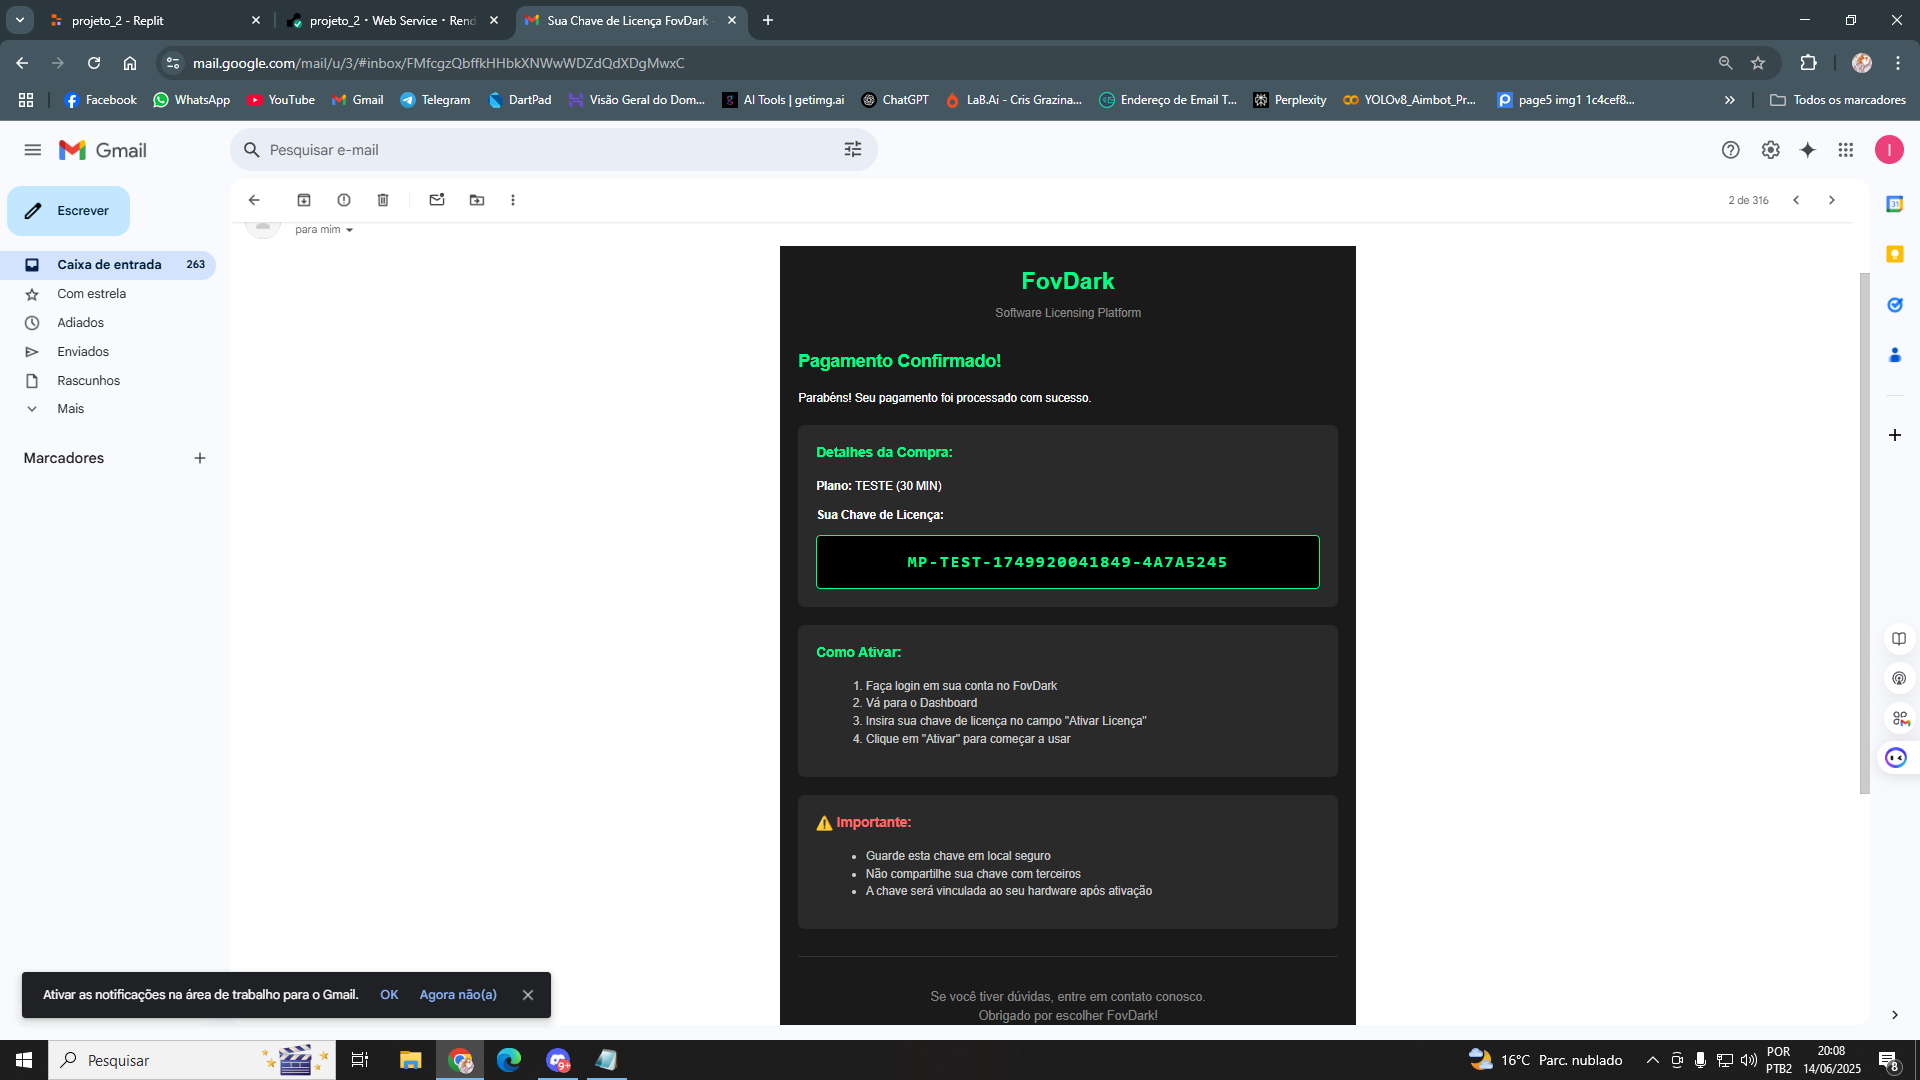 projeto_2 - Replit
projeto_2 · Web Service · Rend
Sua Chave de Licença FovDark -
mail.google.com/mail/u/3/#inbox/FMfcgzQbffkHHbkXNWwWDZdQdXDgMwxC
Facebook
WhatsApp
YouTube
Gmail
Telegram
DartPad
Visão Geral do Dom...
AI Tools | getimg.ai
ChatGPT
LaB.Ai - Cris Grazina...
Endereço de Email T...
Perplexity
YOLOv8_Aimbot_Pr...
page5 img1 1c4cef8...
Todos os marcadores
Gmail
Pesquisar e-mail
I
Escrever
2 de 316
para mim
Caixa de entrada 263
Com estrela
Adiados
Enviados
Rascunhos
Mais
Marcadores
FovDark
Software Licensing Platform
Pagamento Confirmado!
Parabéns! Seu pagamento foi processado com sucesso.
Detalhes da Compra:
Plano: TESTE (30 MIN)
Sua Chave de Licença:
MP-TEST-1749920041849-4A7A5245
Como Ativar:
1. Faça login em sua conta no FovDark
2. Vá para o Dashboard
3. Insira sua chave de licença no campo "Ativar Licença"
4. Clique em "Ativar" para começar a usar
Importante:
• Guarde esta chave em local seguro
• Não compartilhe sua chave com terceiros
• A chave será vinculada ao seu hardware após ativação
Se você tiver dúvidas, entre em contato conosco.
Obrigado por escolher FovDark!
Ativar as notificações na área de trabalho para o Gmail. OK Agora não(a)
31
Pesquisar
9+
16°C Parc. nublado
POR
PTB2
20:08
14/06/2025
8